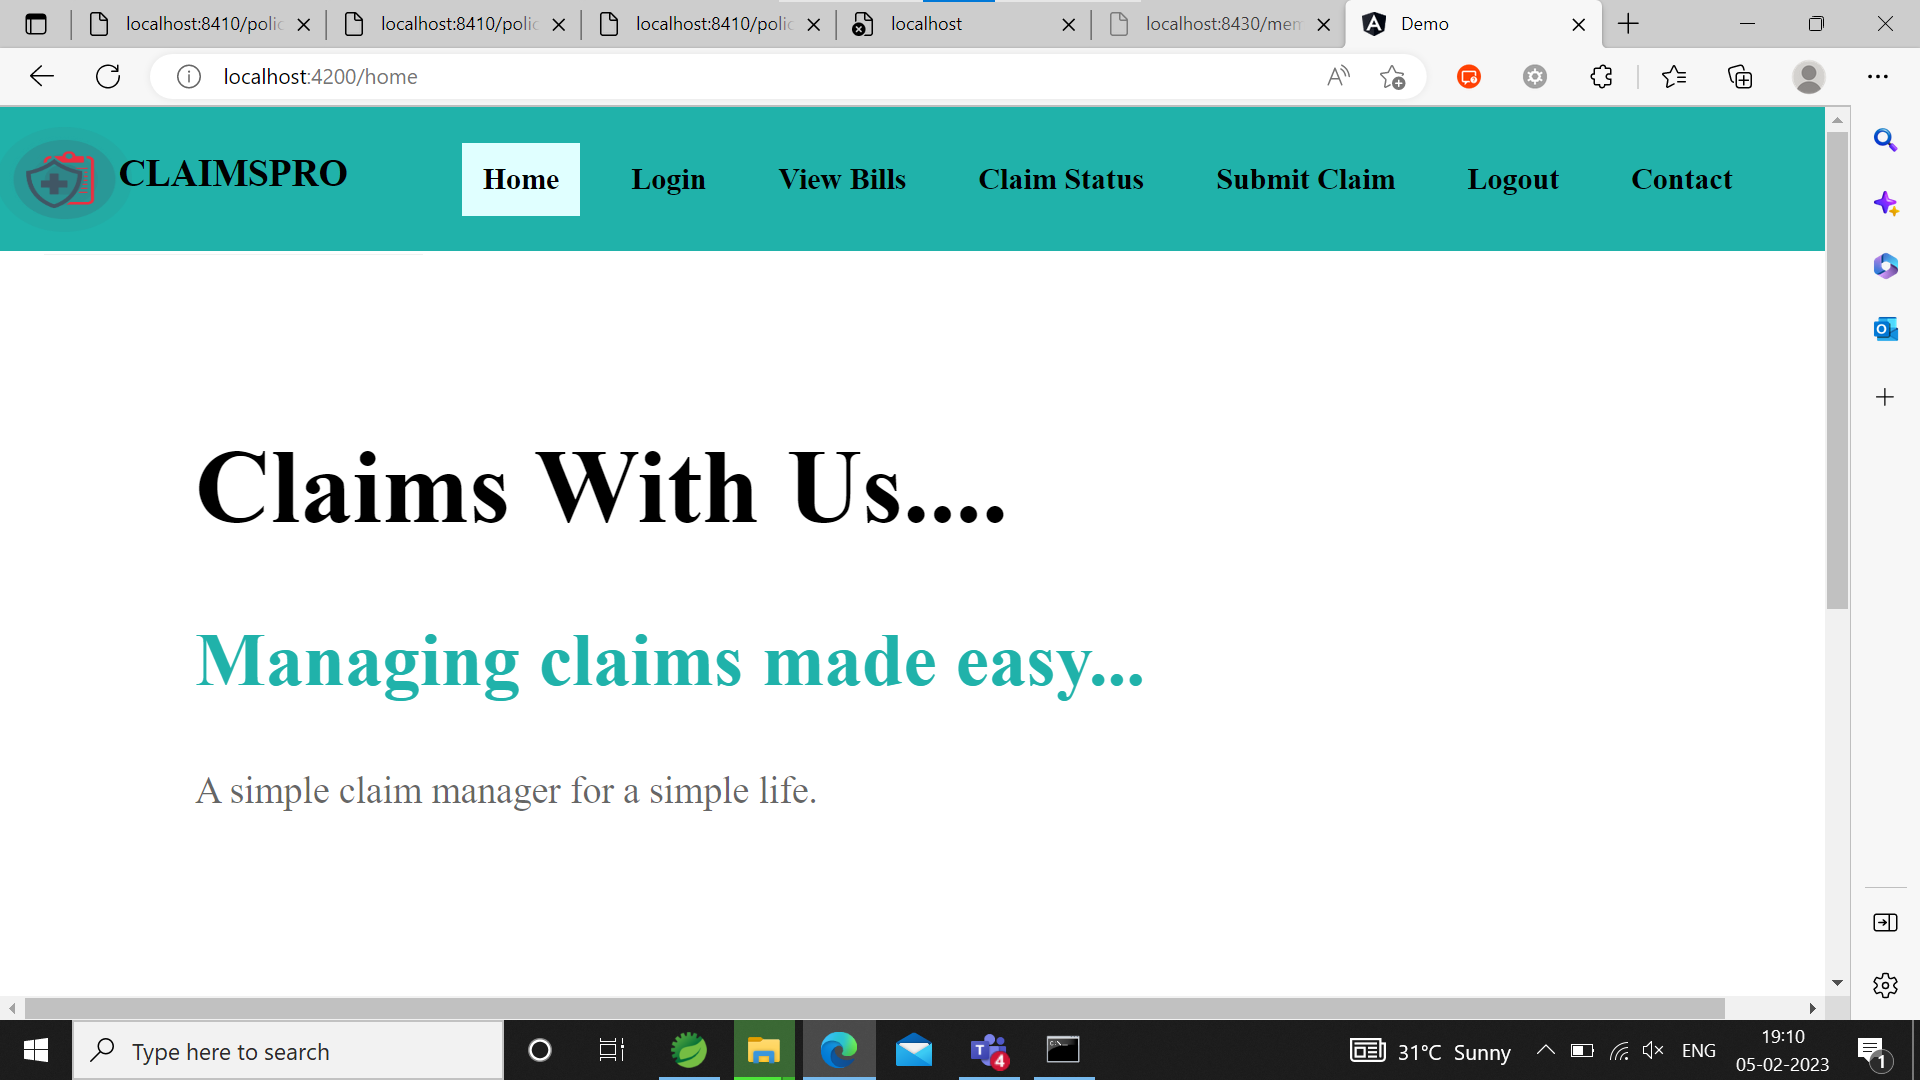 localhost:8410/polic
localhost:8410/polic
localhost:8410/polic
localhost
localhost:8430/mem
Demo
localhost:4200/home
CLAIMSPRO
Home
Login
View Bills
Claim Status
Submit Claim
Logout
Contact
Claims With Us....
Managing claims made easy...
A simple claim manager for a simple life.
Type here to search
4
31°C Sunny
ENG
19:10
05-02-2023
1